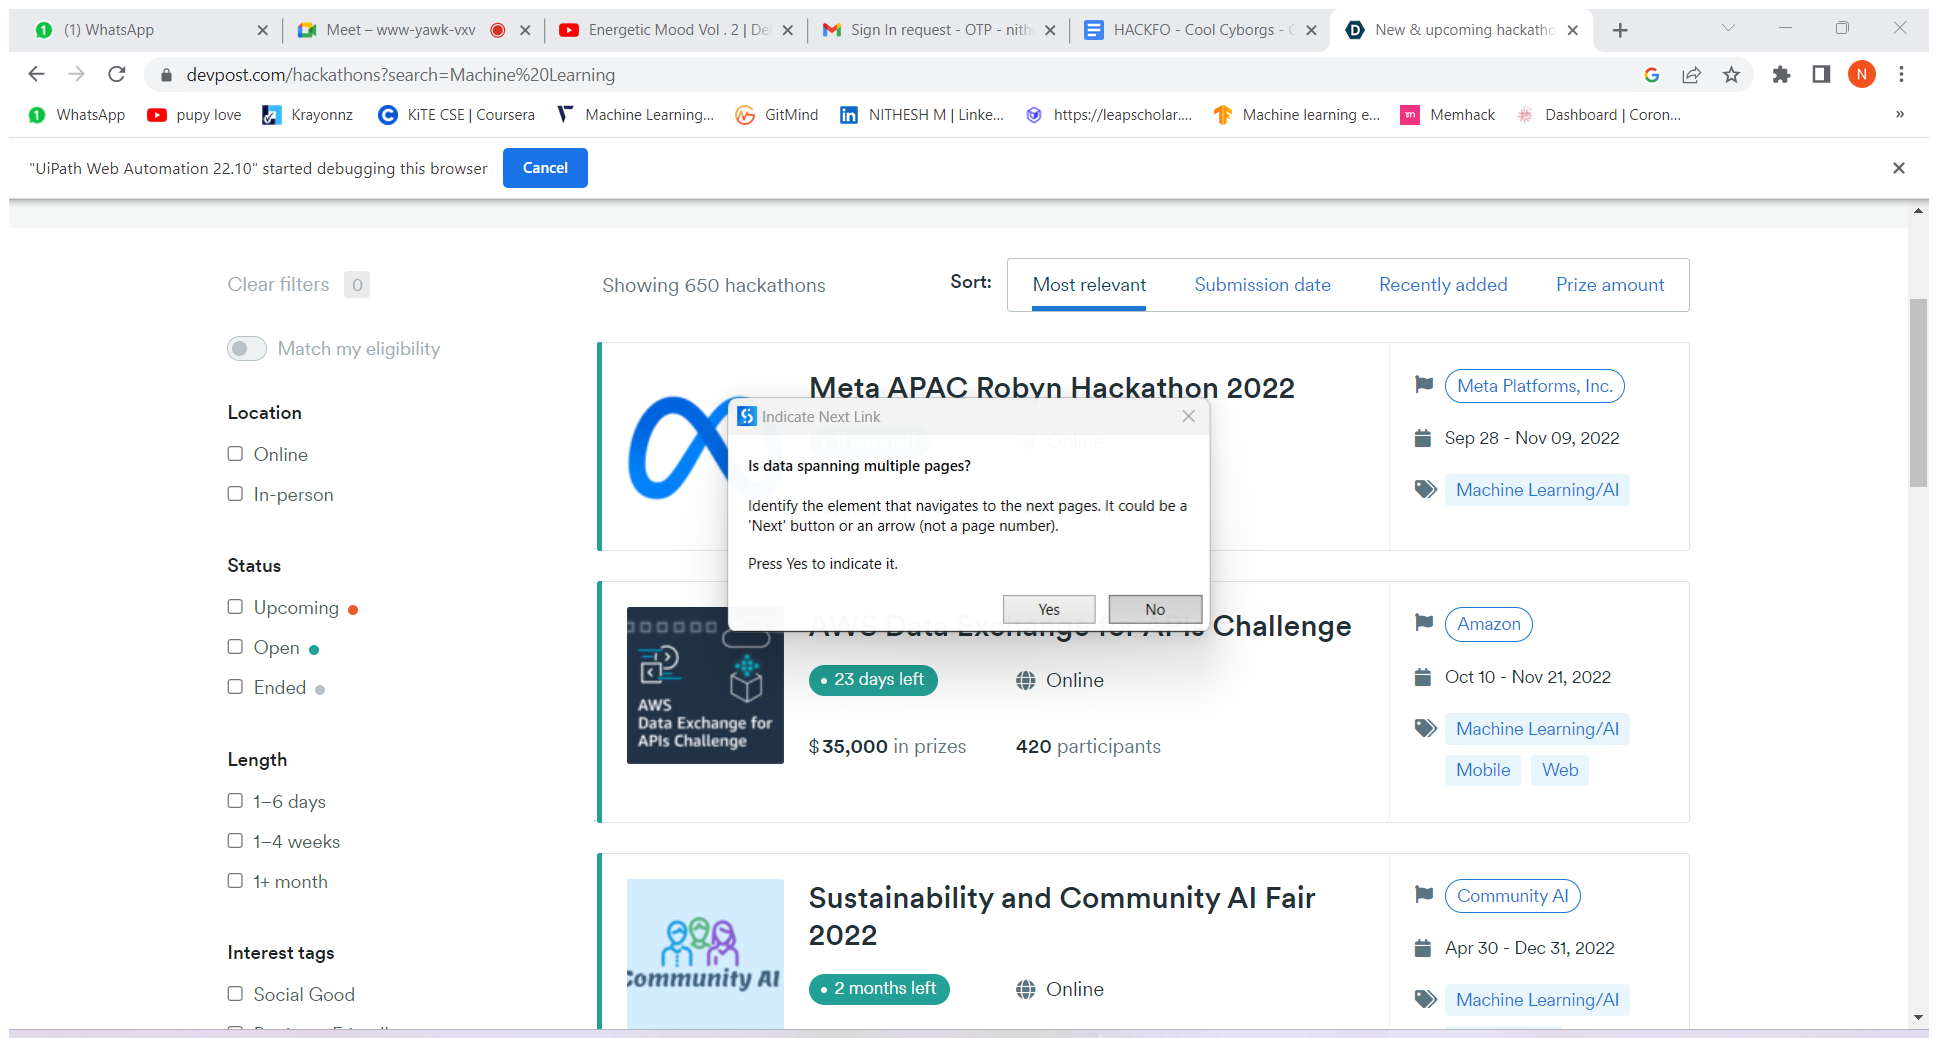 (1) WhatsApp
Meet – www-yawk-vxv
Energetic Mood Vol . 2 | De
Sign In request - OTP - nith
HACKFO - Cool Cyborgs -
New & upcoming hackatho
devpost.com/hackathons?search=Machine%20Learning
N
WhatsApp
pupy love
Krayonnz
KiTE CSE | Coursera
Machine Learning...
GitMind
NITHESH M | Linke...
https://leapscholar....
Machine learning e...
Memhack
Dashboard | Coron...
»
"UiPath Web Automation 22.10" started debugging this browser
Cancel
Clear filters 0
Showing 650 hackathons
Sort:
Most relevant
Submission date
Recently added
Prize amount
Match my eligibility
Location
Online
In-person
Status
Upcoming
Open
Ended
Length
1–6 days
1–4 weeks
1+ month
Interest tags
Social Good
Meta APAC Robyn Hackathon 2022
Meta Platforms, Inc.
Sep 28 - Nov 09, 2022
Machine Learning/AI
Indicate Next Link
Online
Is data spanning multiple pages?
Identify the element that navigates to the next pages. It could be a
'Next' button or an arrow (not a page number).
Press Yes to indicate it.
Yes
No
AWS Data Exchange for APIs Challenge
AWS
Data Exchange for
APIs Challenge
23 days left
Online
$35,000 in prizes
420 participants
Amazon
Oct 10 - Nov 21, 2022
Machine Learning/AI
Mobile
Web
Sustainability and Community AI Fair
2022
Community AI
2 months left
Online
Community AI
Apr 30 - Dec 31, 2022
Machine Learning/AI